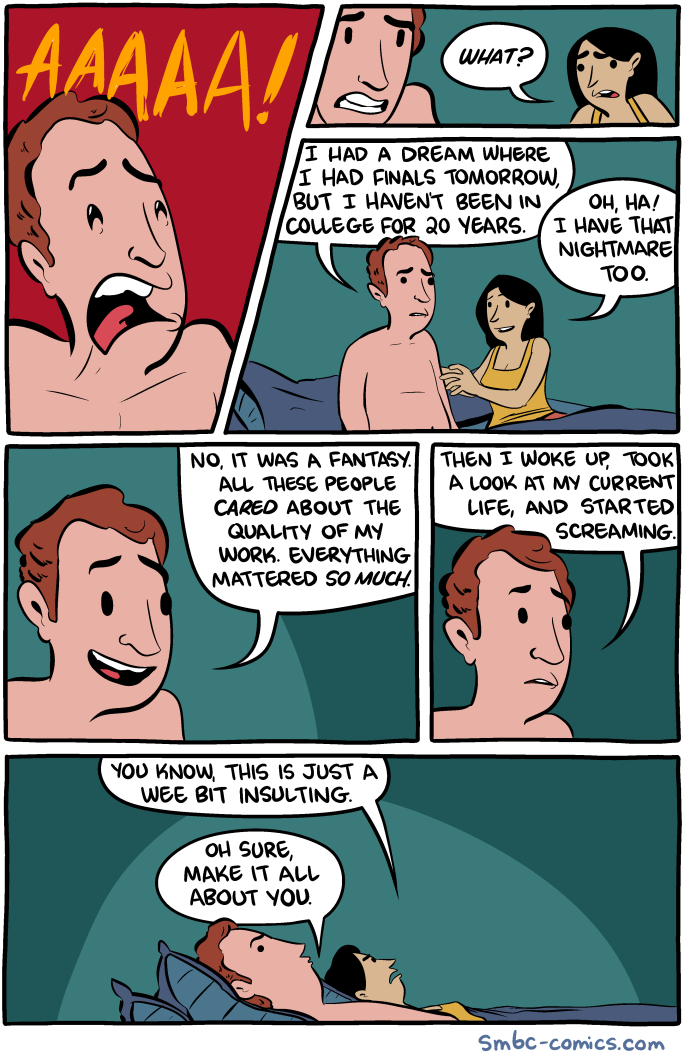 AAAAA!
WHAT?
I HAD A DREAM WHERE
I HAD FINALS TOMORROW,
BUT I HAVEN'T BEEN IN
COLLEGE FOR 20 YEARS.
OH, HA!
I HAVE THAT
NIGHTMARE
TOO.
NO, IT WAS A FANTASY.
ALL THESE PEOPLE
CARED ABOUT THE
QUALITY OF MY
WORK. EVERYTHING
MATTERED SO MUCH.
THEN I WOKE UP, TOOK
A LOOK AT MY CURRENT
LIFE, AND STARTED
SCREAMING.
YOU KNOW, THIS IS JUST A
WEE BIT INSULTING.
OH SURE,
MAKE IT ALL
ABOUT YOU.
smbc-comics.com